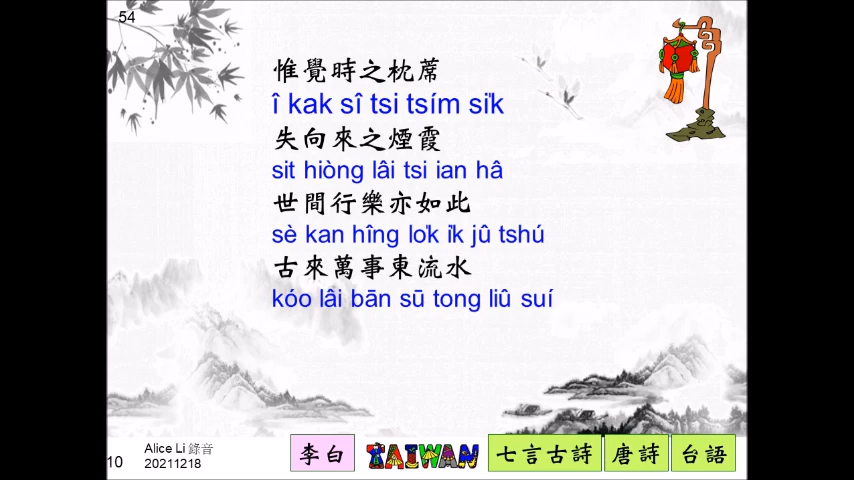 54
惟覺時之枕蓆
î kak sî tsi tsím si̍k
失向來之煙霞
sit hiòng lâi tsi ian hâ
世間行樂亦如此
sè kan hîng lo̍k i̍k jû tshú
古來萬事東流水
kóo lâi bān sū tong liû suí
Alice Li 錄音
10 20211218
李白 TAIWAN 七言古詩 唐詩 台語